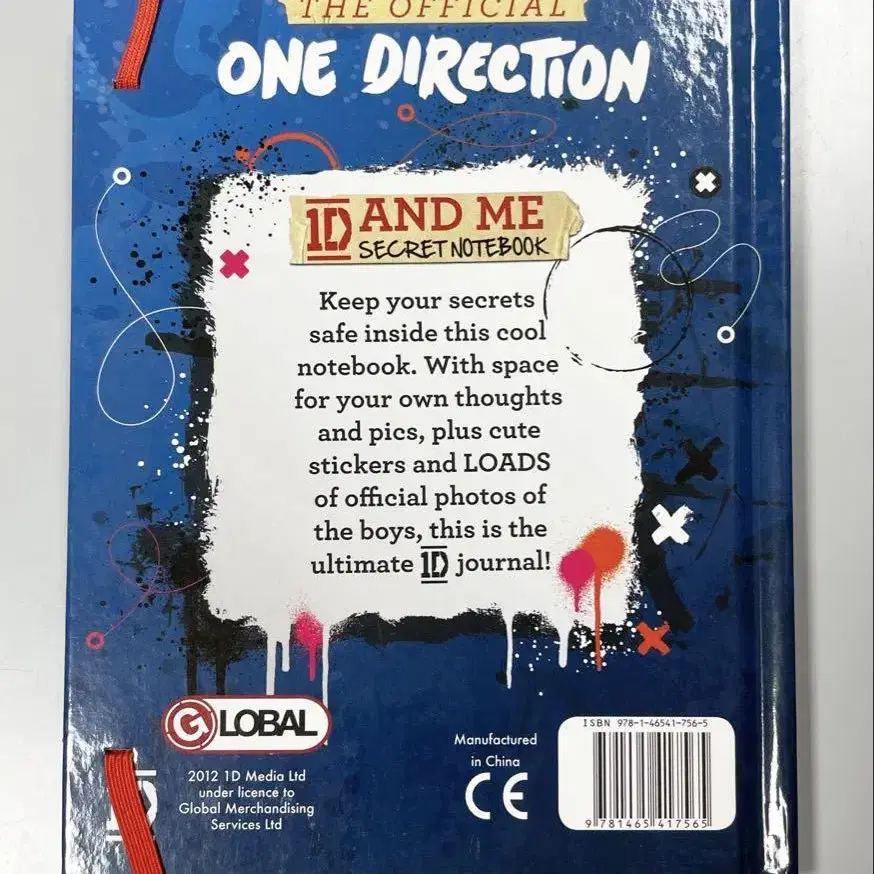 THE OFFICIAL
ONE DIRECTION
1D AND ME
SECRET NOTEBOOK
Keep your secrets
safe inside this cool
notebook. With space
for your own thoughts
and pics, plus cute
stickers and LOADS
of official photos of
the boys, this is the
ultimate 1D journal!
GLOBAL
2012 1D Media Ltd
under licence to
Global Merchandising
Services Ltd
Manufactured
in China
CE
ISBN 978-1-46541-756-5
9 781465 417565
1D